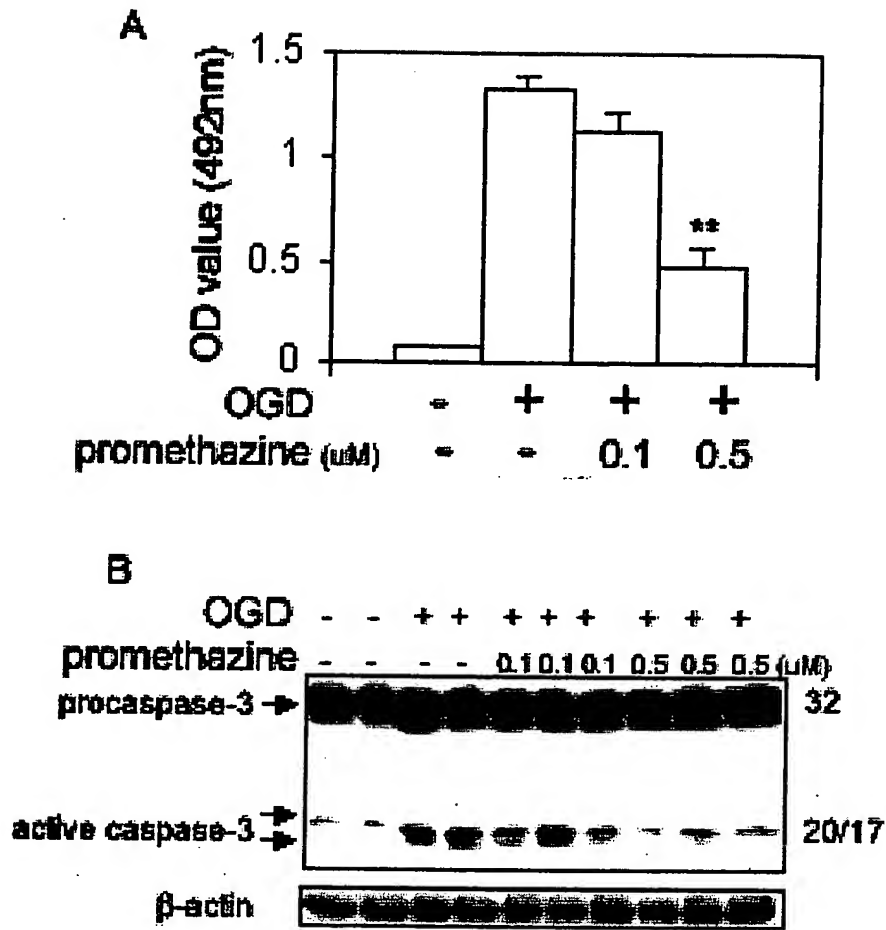 A
OD value (492nm)
1.5
1
0.5
0
**
OGD - + + +
promethazine (uM) - - 0.1 0.5
B
OGD - - + + + + + + + +
promethazine - - - - 0.1 0.1 0.1 0.5 0.5 0.5 (uM)
procaspase-3 32
active caspase-3 20/17
β-actin